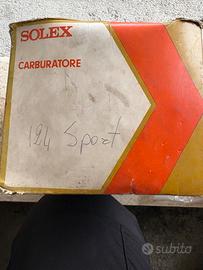 SOLEX
CARBURATORE
124 Sport
subito